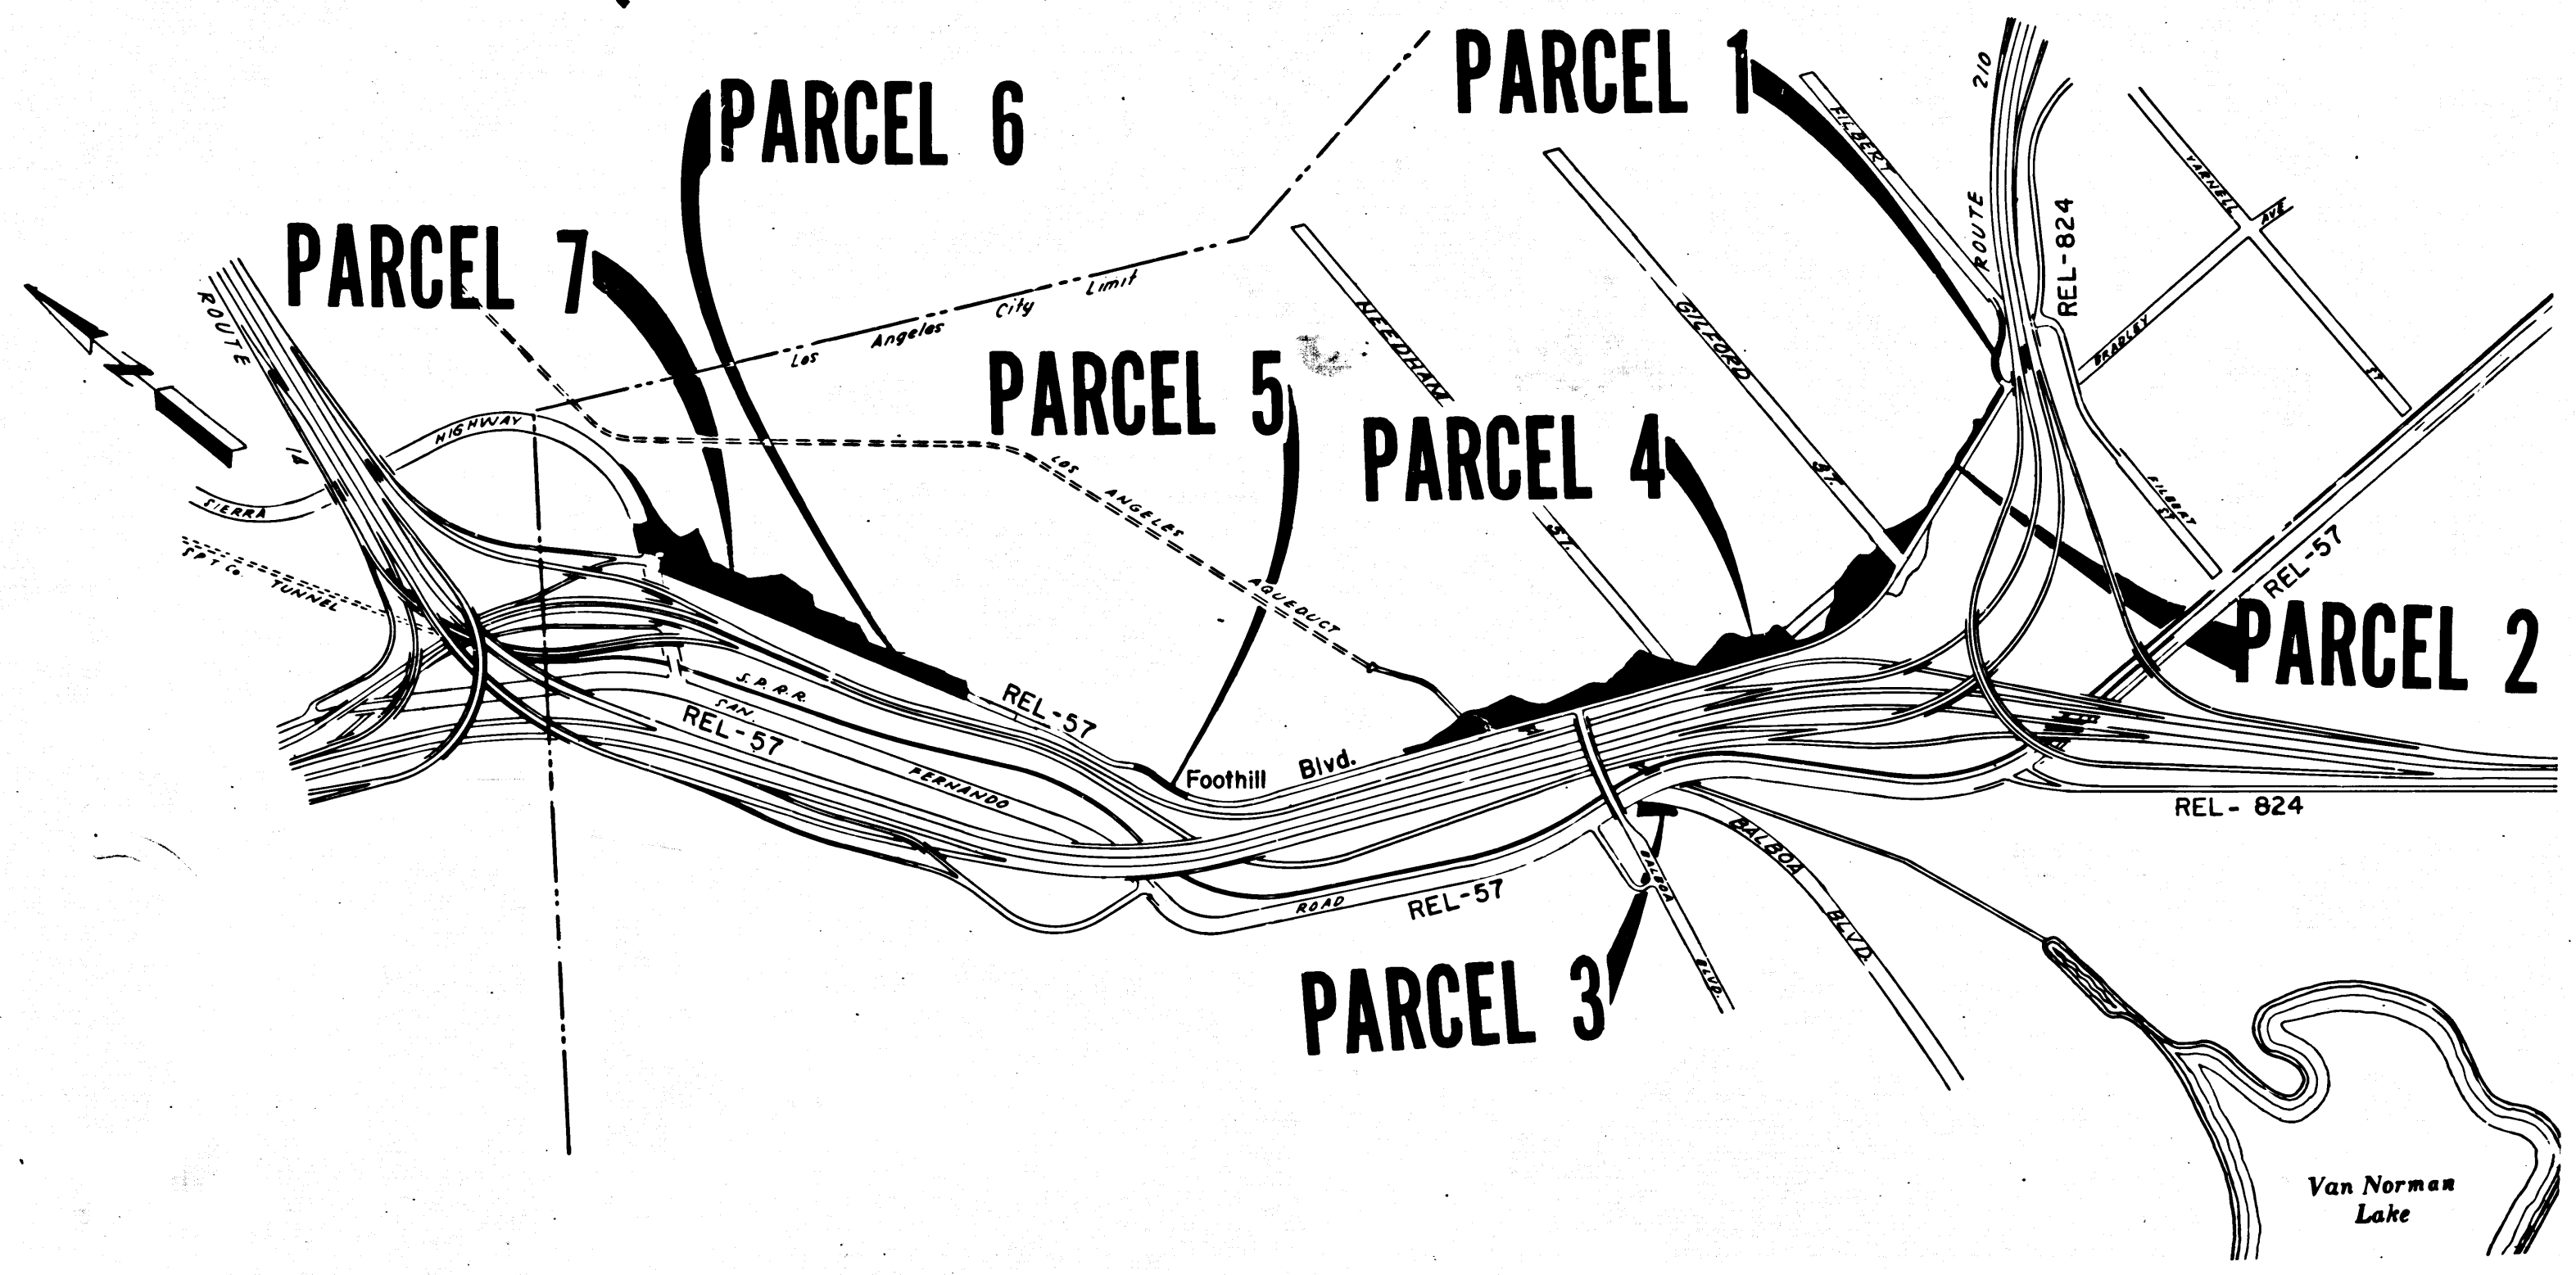 PARCEL 1
PARCEL 6
PARCEL 7
PARCEL 5
PARCEL 4
PARCEL 2
PARCEL 3
ROUTE 210
FILBERT
REL-824
YARNELL ST
AVE
BRADLEY
FILBERT ST
REL-57
GILFORD ST.
NEEDHAM ST.
Los Angeles City Limit
ROUTE 14
N
SIERRA HIGHWAY
S.P.T Co. TUNNEL
LOS ANGELES AQUEDUCT
S.P.R.R.
SAN. FERNANDO ROAD
REL-57
REL-57
Foothill Blvd.
REL-57
REL- 824
BALBOA BLVD.
BALBOA BLVD.
Van Norman
Lake